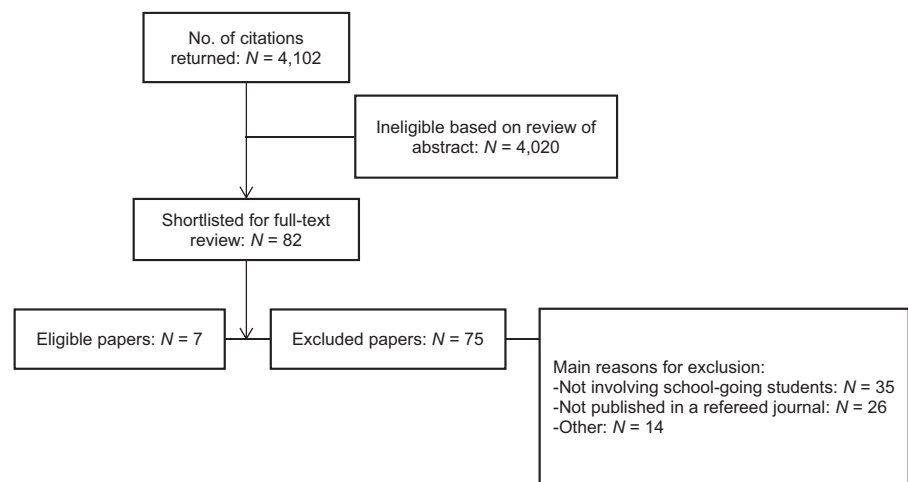 No. of citations
returned: N = 4,102
Ineligible based on review of
abstract: N = 4,020
Shortlisted for full-text
review: N = 82
Eligible papers: N = 7
Excluded papers: N = 75
Main reasons for exclusion:
-Not involving school-going students: N = 35
-Not published in a refereed journal: N = 26
-Other: N = 14